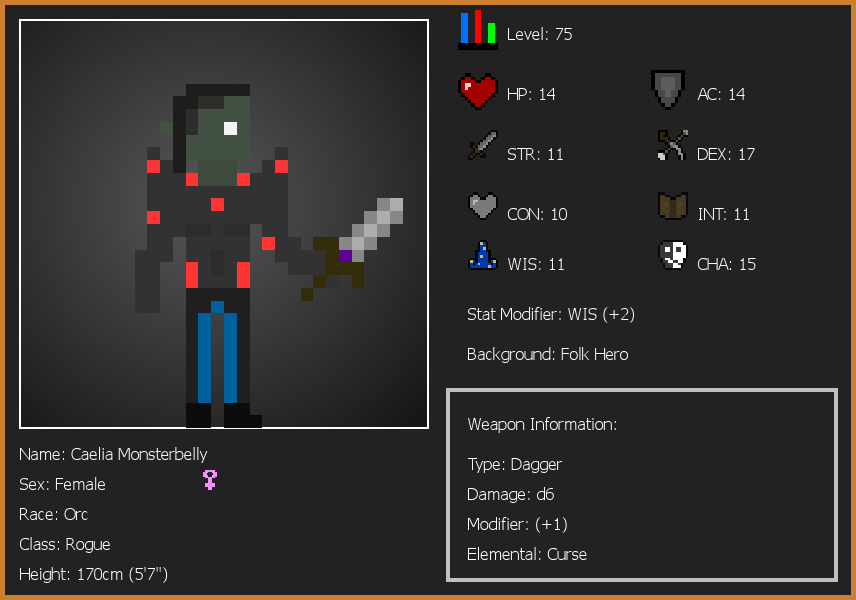 Level: 75
HP: 14
AC: 14
STR: 11
DEX: 17
CON: 10
INT: 11
WIS: 11
CHA: 15
Stat Modifier: WIS (+2)
Background: Folk Hero
Weapon Information:
Type: Dagger
Damage: d6
Modifier: (+1)
Elemental: Curse
Name: Caelia Monsterbelly
Sex: Female
Race: Orc
Class: Rogue
Height: 170cm (5'7")